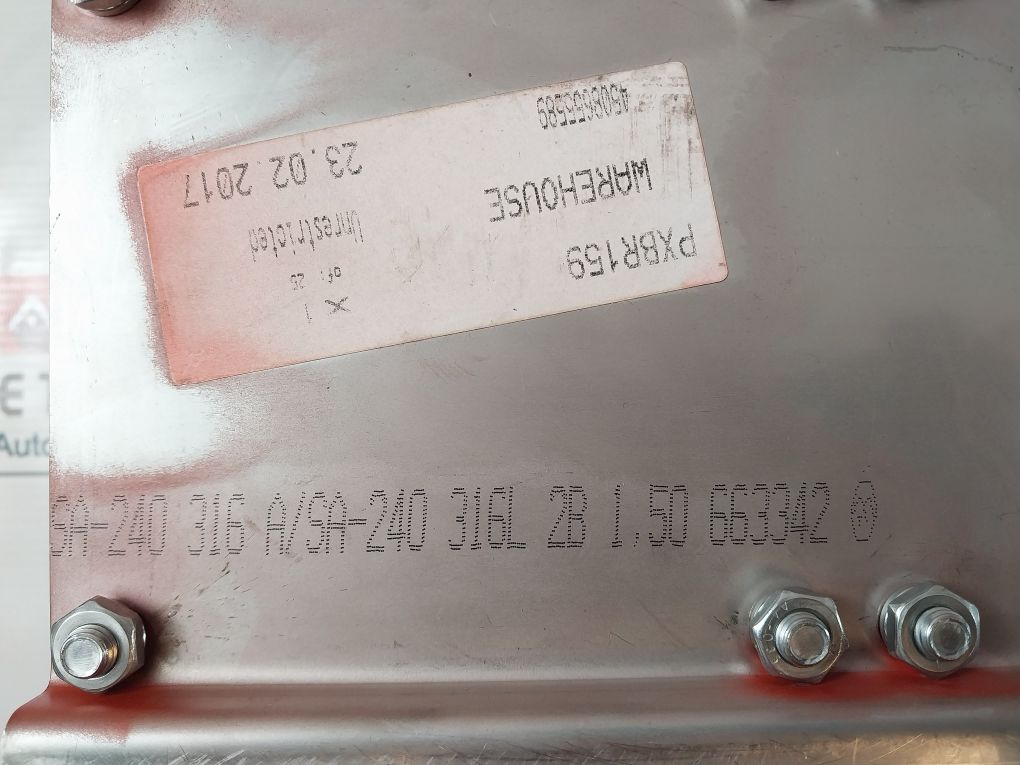 PXBR159
WAREHOUSE
X 1
of: 25
Unrestricted
23.02.2017
SA-240 316 A/SA-240 316L 2B 1.50 663342
Auto